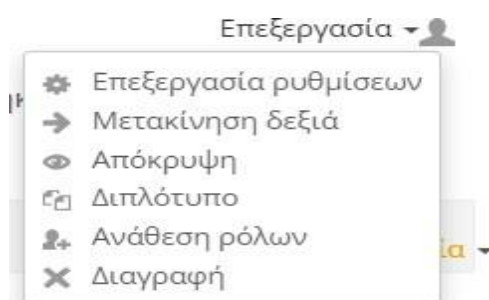 Επεξεργασία
Επεξεργασία ρυθμίσεων
Μετακίνηση δεξιά
Απόκρυψη
Διπλότυπο
Ανάθεση ρόλων
Διαγραφή